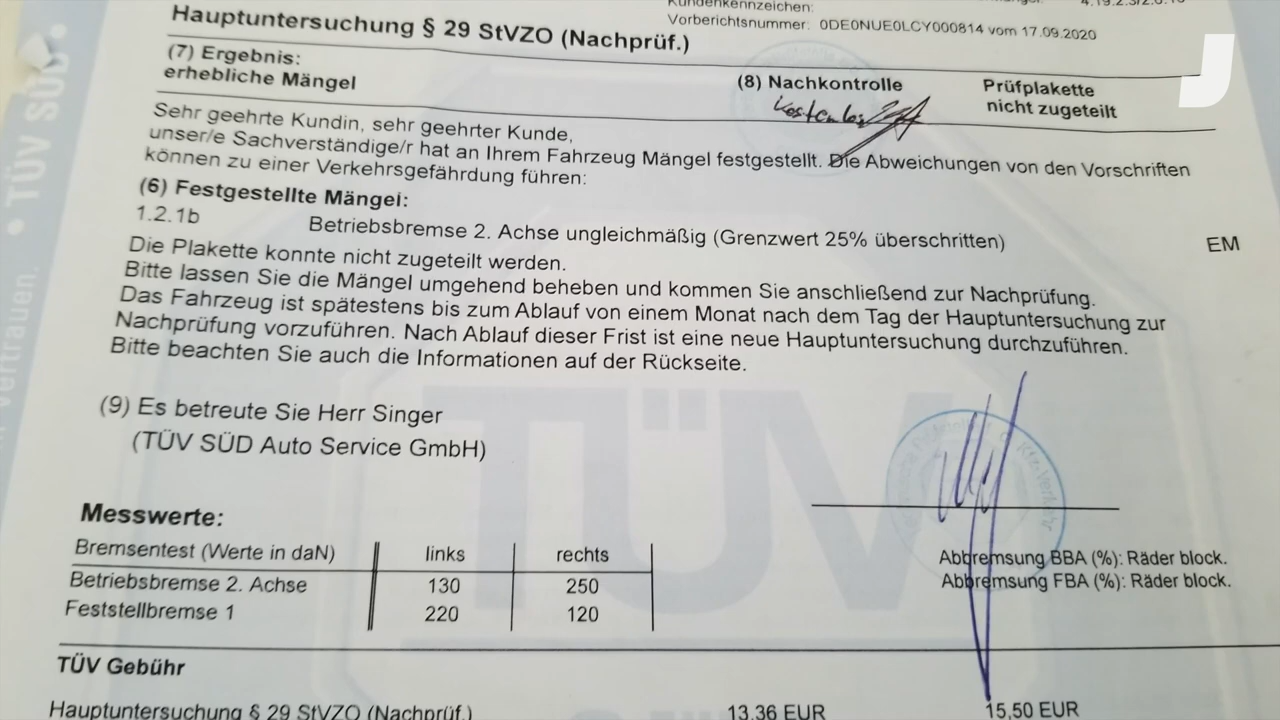 Kundenkennzeichen:
Hauptuntersuchung § 29 StVZO (Nachprüf.)
Vorberichtsnummer: 0DE0NUE0LCY000814 vom 17.09.2020
(7) Ergebnis:
erhebliche Mängel
(8) Nachkontrolle
Prüfplakette
nicht zugeteilt
Sehr geehrte Kundin, sehr geehrter Kunde,
unser/e Sachverständige/r hat an Ihrem Fahrzeug Mängel festgestellt. Die Abweichungen von den Vorschriften
können zu einer Verkehrsgefährdung führen:
(6) Festgestellte Mängel:
1.2.1b Betriebsbremse 2. Achse ungleichmäßig (Grenzwert 25% überschritten) EM
Die Plakette konnte nicht zugeteilt werden.
Bitte lassen Sie die Mängel umgehend beheben und kommen Sie anschließend zur Nachprüfung.
Das Fahrzeug ist spätestens bis zum Ablauf von einem Monat nach dem Tag der Hauptuntersuchung zur
Nachprüfung vorzuführen. Nach Ablauf dieser Frist ist eine neue Hauptuntersuchung durchzuführen.
Bitte beachten Sie auch die Informationen auf der Rückseite.
(9) Es betreute Sie Herr Singer
(TÜV SÜD Auto Service GmbH)
Messwerte:
Bremsentest (Werte in daN) links rechts
Betriebsbremse 2. Achse 130 250
Feststellbremse 1 220 120
Abbremsung BBA (%): Räder block.
Abbremsung FBA (%): Räder block.
TÜV Gebühr
Hauptuntersuchung § 29 StVZO (Nachprüf.) 13,36 EUR 15,50 EUR
TÜV SÜD
Vertrauen.
TÜV